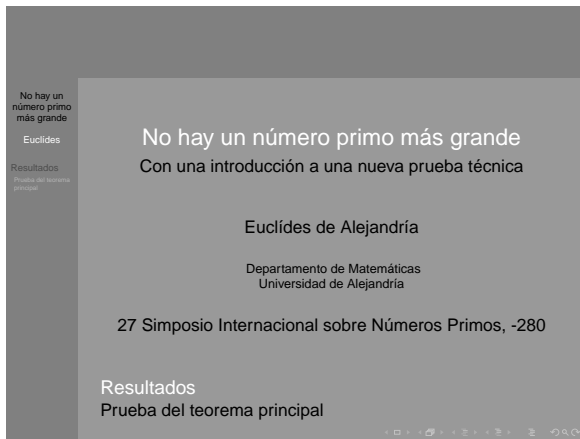 No hay un
número primo
más grande
Euclídes
Resultados
Prueba del teorema
principal
No hay un número primo más grande
Con una introducción a una nueva prueba técnica
Euclídes de Alejandría
Departamento de Matemáticas
Universidad de Alejandría
27 Simposio Internacional sobre Números Primos, -280
Resultados
Prueba del teorema principal